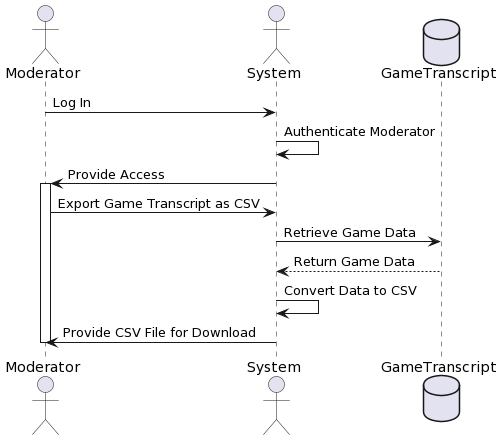 Moderator System GameTranscript
Log In
Authenticate Moderator
Provide Access
Export Game Transcript as CSV
Retrieve Game Data
Return Game Data
Convert Data to CSV
Provide CSV File for Download
Moderator System GameTranscript